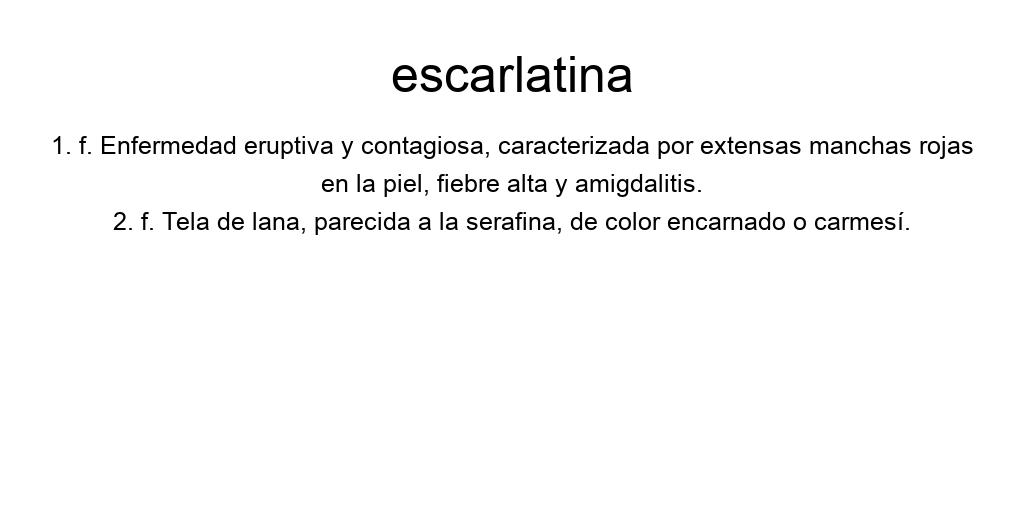 escarlatina
1. f. Enfermedad eruptiva y contagiosa, caracterizada por extensas manchas rojas
en la piel, fiebre alta y amigdalitis.
2. f. Tela de lana, parecida a la serafina, de color encarnado o carmesí.